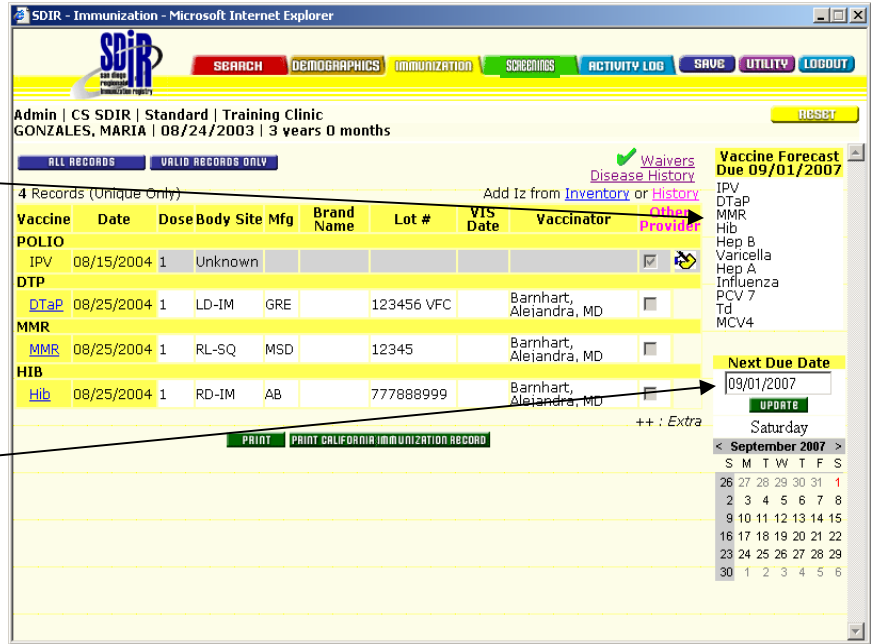 SDIR - Immunization - Microsoft Internet Explorer
SDiR
san diego
regional
immunization registry
SEARCH DEMOGRAPHICS IMMUNIZATION SCREENINGS ACTIVITY LOG SAVE UTILITY LOGOUT
Admin | CS SDIR | Standard | Training Clinic
GONZALES, MARIA | 08/24/2003 | 3 years 0 months
RESET
ALL RECORDS VALID RECORDS ONLY
Waivers
Disease History
4 Records (Unique Only)
Add Iz from Inventory or History
Vaccine Date Dose Body Site Mfg Brand Name Lot # VIS Date Vaccinator Other Provider
POLIO
IPV 08/15/2004 1 Unknown
DTP
DTaP 08/25/2004 1 LD-IM GRE 123456 VFC Barnhart, Alejandra, MD
MMR
MMR 08/25/2004 1 RL-SQ MSD 12345 Barnhart, Alejandra, MD
HIB
Hib 08/25/2004 1 RD-IM AB 777888999 Barnhart, Alejandra, MD
++ : Extra
PRINT PRINT CALIFORNIA IMMUNIZATION RECORD
Vaccine Forecast
Due 09/01/2007
IPV
DTaP
MMR
Hib
Hep B
Varicella
Hep A
Influenza
PCV 7
Td
MCV4
Next Due Date
09/01/2007
UPDATE
Saturday
< September 2007 >
S M T W T F S
26 27 28 29 30 31 1
2 3 4 5 6 7 8
9 10 11 12 13 14 15
16 17 18 19 20 21 22
23 24 25 26 27 28 29
30 1 2 3 4 5 6